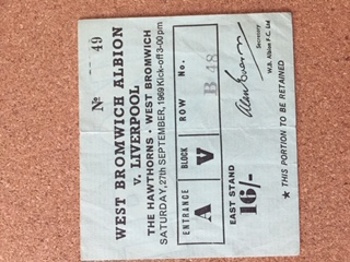 No 49
WEST BROMWICH ALBION
v. LIVERPOOL
THE HAWTHORNS · WEST BROMWICH
SATURDAY, 27th SEPTEMBER, 1969 Kick-off 3-00 pm
ENTRANCE BLOCK ROW No.
A V B 48
EAST STAND
16/-
Secretary
W.B. Albion F.C. Ltd
★ THIS PORTION TO BE RETAINED